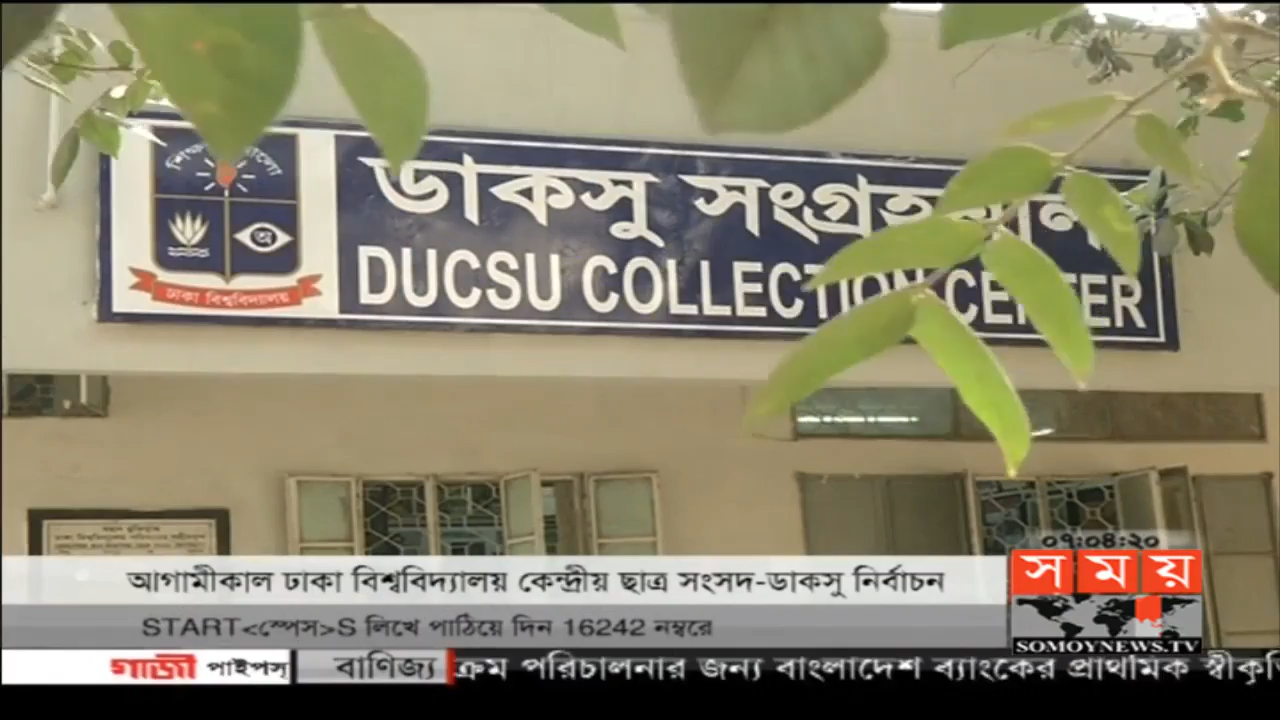 ডাকসু
DUCSU COLLECTION CENTER
ঢাকা বিশ্ববিদ্যালয়
০৭:০৪:২০
সময়
SOMOYNEWS.TV
আগামীকাল ঢাকা বিশ্ববিদ্যালয় কেন্দ্রীয় ছাত্র সংসদ-ডাকসু নির্বাচন
START<স্পেস>S লিখে পাঠিয়ে দিন 16242 নম্বরে
গাজী পাইপস্ বাণিজ্য ক্রম পরিচালনার জন্য বাংলাদেশ ব্যাংকের প্রাথমিক